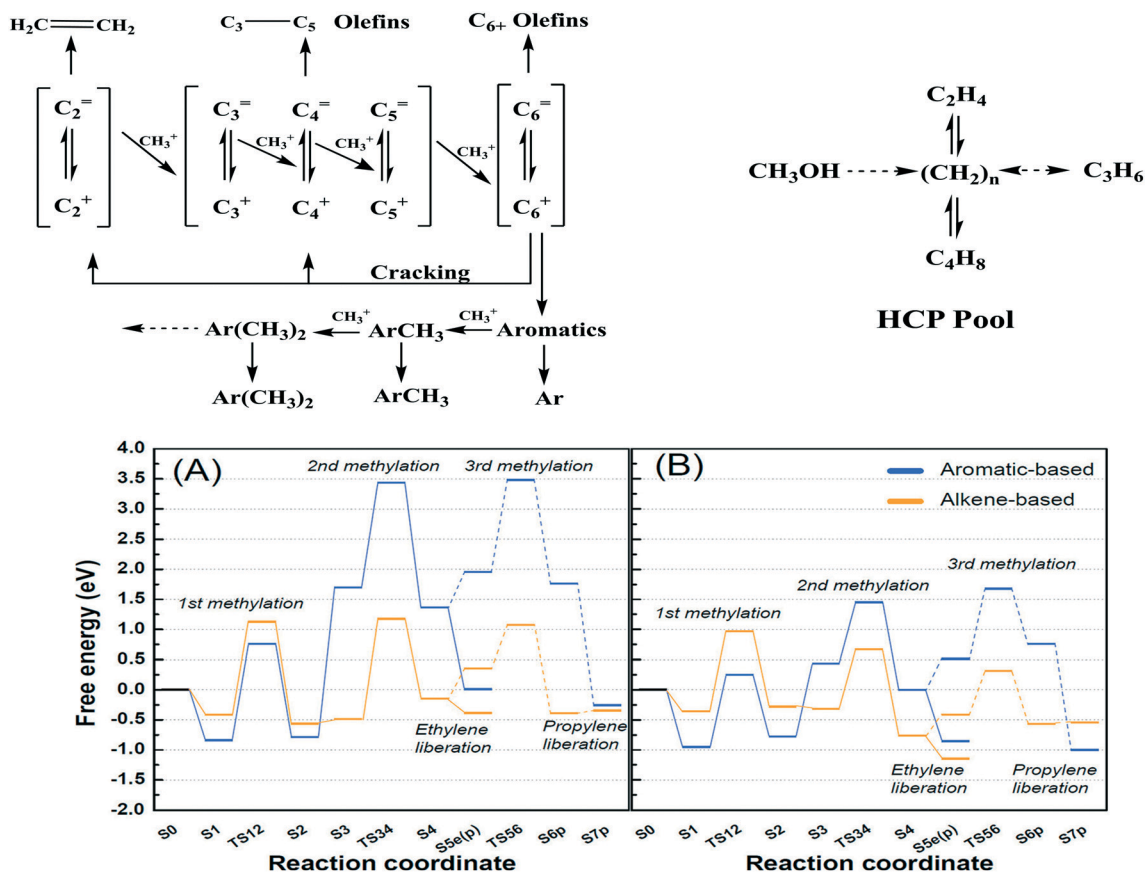 H₂C═CH₂
C₃—C₅ Olefins
C₆₊ Olefins
C₂⁼
C₃⁼ C₄⁼ C₅⁼
C₆⁼
CH₃⁺
CH₃⁺ CH₃⁺
CH₃⁺
C₂⁺
C₃⁺ C₄⁺ C₅⁺
C₆⁺
Cracking
Ar(CH₃)₂ CH₃⁺ ArCH₃ CH₃⁺ Aromatics
Ar(CH₃)₂ ArCH₃ Ar
C₂H₄
CH₃OH (CH₂)ₙ C₃H₆
C₄H₈
HCP Pool
(A)
1st methylation
2nd methylation
3rd methylation
Ethylene
liberation
Propylene
liberation
Free energy (eV)
4.0
3.5
3.0
2.5
2.0
1.5
1.0
0.5
0.0
-0.5
-1.0
-1.5
-2.0
S0 S1 TS12 S2 S3 TS34 S4 S5e(p) TS56 S6p S7p
Reaction coordinate
(B)
Aromatic-based
Alkene-based
1st methylation
2nd methylation
3rd methylation
Ethylene
liberation
Propylene
liberation
S0 S1 TS12 S2 S3 TS34 S4 S5e(p) TS56 S6p S7p
Reaction coordinate